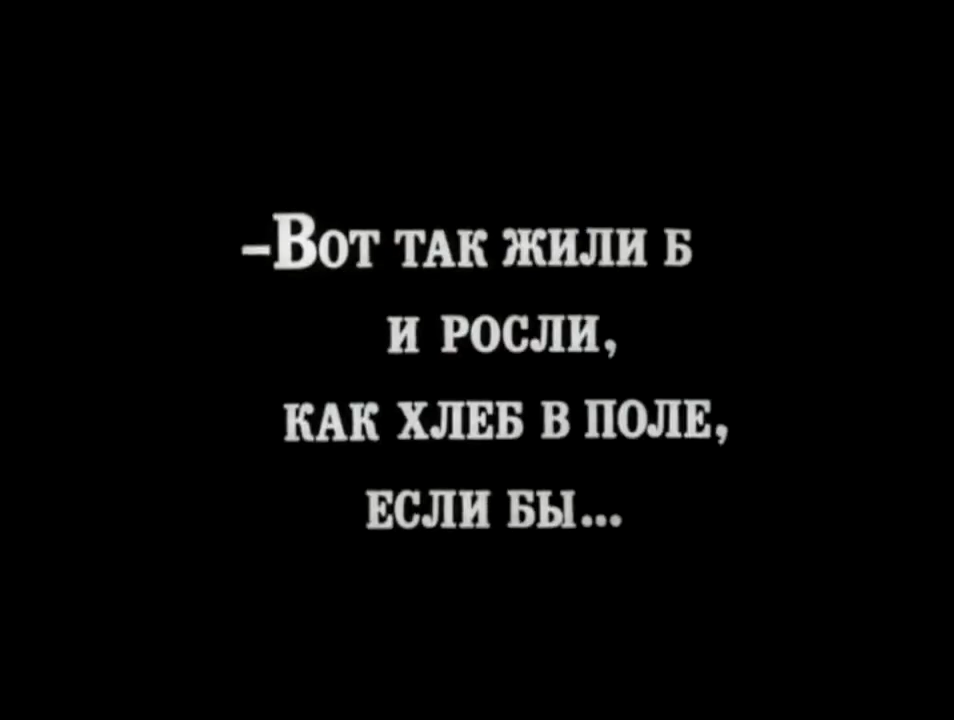 –Вот так жили б
и росли,
как хлеб в поле,
если бы...